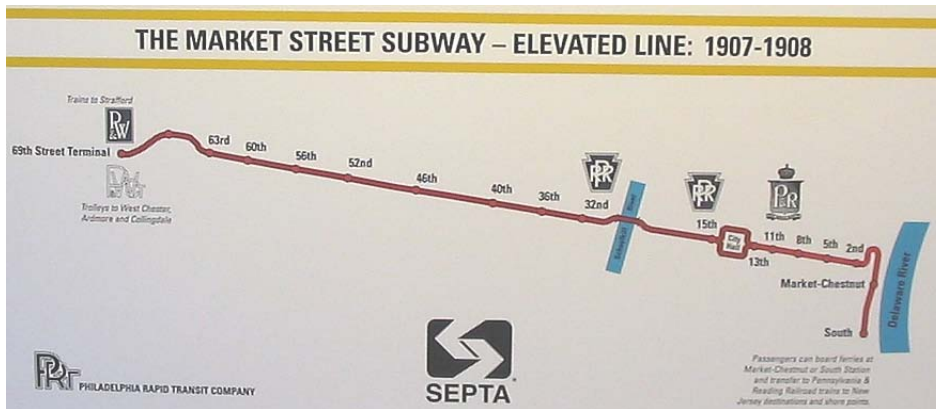 THE MARKET STREET SUBWAY – ELEVATED LINE: 1907-1908
Trains to Strafford
P&W
69th Street Terminal
Trolleys to West Chester,
Ardmore and Collingdale
63rd
60th
56th
52nd
46th
40th
36th
32nd
PRR
Schuylkill River
15th
PRR
City
Hall
13th
11th
P&R
8th
5th
2nd
Market-Chestnut
South
Delaware River
Passengers can board ferries at
Market-Chestnut or South Station
and transfer to Pennsylvania &
Reading Railroad trains to New
Jersey destinations and shore points.
PRT PHILADELPHIA RAPID TRANSIT COMPANY
SEPTA